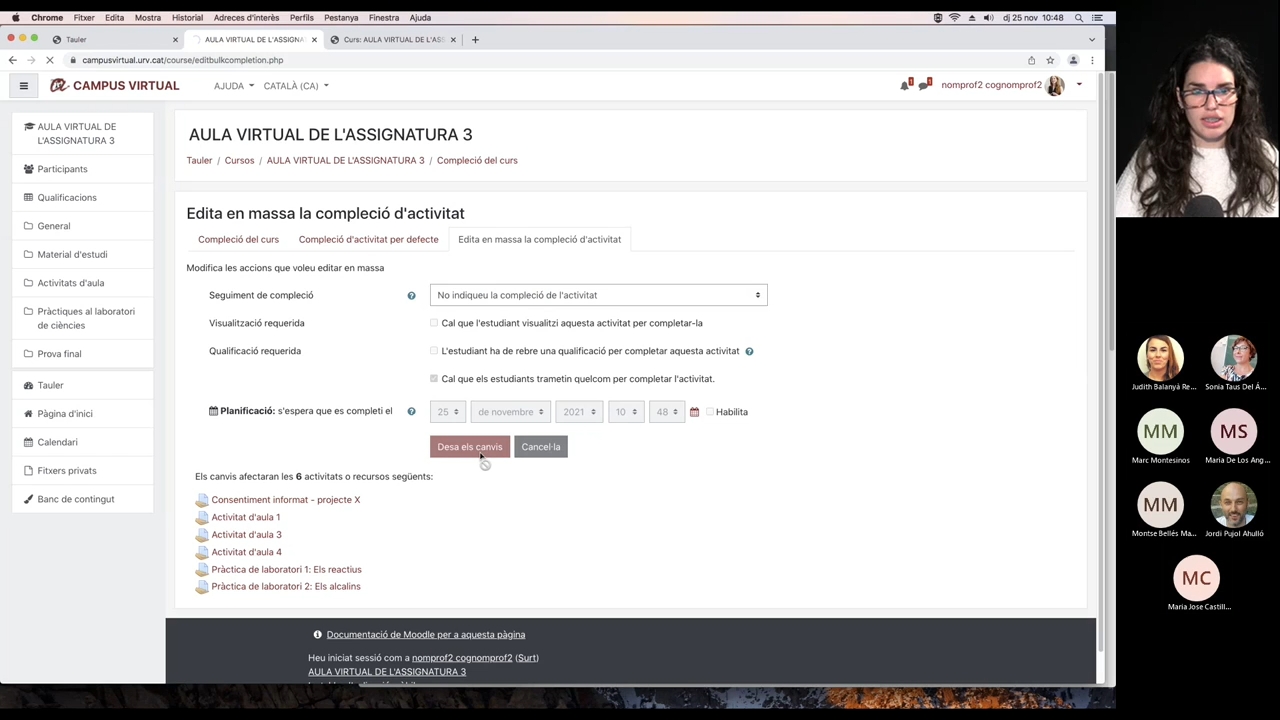 Chrome Fitxer Edita Mostra Historial Adreces d'interès Perfils Pestanya Finestra Ajuda dj 25 nov 10:48
Tauler AULA VIRTUAL DE L'ASSIGNA Curs: AULA VIRTUAL DE L'ASS
campusvirtual.urv.cat/course/editbulkcompletion.php
CAMPUS VIRTUAL AJUDA CATALÀ (CA) 1 1 nomprof2 cognomprof2
AULA VIRTUAL DE L'ASSIGNATURA 3
Participants
Qualificacions
General
Material d'estudi
Activitats d'aula
Pràctiques al laboratori de ciències
Prova final
Tauler
Pàgina d'inici
Calendari
Fitxers privats
Banc de contingut
AULA VIRTUAL DE L'ASSIGNATURA 3
Tauler / Cursos / AULA VIRTUAL DE L'ASSIGNATURA 3 / Compleció del curs
Edita en massa la compleció d'activitat
Compleció del curs Compleció d'activitat per defecte Edita en massa la compleció d'activitat
Modifica les accions que voleu editar en massa
Seguiment de compleció No indiqueu la compleció de l'activitat
Visualització requerida Cal que l'estudiant visualitzi aquesta activitat per completar-la
Qualificació requerida L'estudiant ha de rebre una qualificació per completar aquesta activitat
Cal que els estudiants trametin quelcom per completar l'activitat.
Planificació: s'espera que es completi el 25 de novembre 2021 10 48 Habilita
Desa els canvis Cancel·la
Els canvis afectaran les 6 activitats o recursos següents:
Consentiment informat - projecte X
Activitat d'aula 1
Activitat d'aula 3
Activitat d'aula 4
Pràctica de laboratori 1: Els reactius
Pràctica de laboratori 2: Els alcalins
Documentació de Moodle per a aquesta pàgina
Heu iniciat sessió com a nomprof2 cognomprof2 (Surt)
AULA VIRTUAL DE L'ASSIGNATURA 3
Judith Balanyà Re... Sonia Taus Del Á...
MM MS
Marc Montesinos Maria De Los Ang...
MM
Montse Bellés Ma... Jordi Pujol Ahulló
MC
Maria Jose Castill...